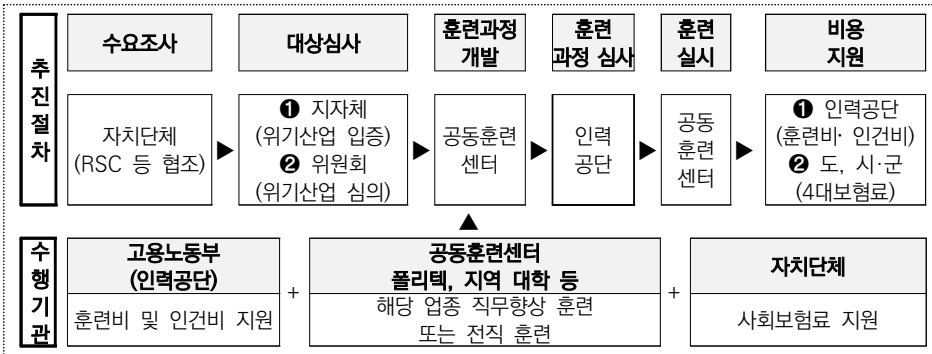 추진절차
수요조사
대상심사
훈련과정
개발
훈련
과정 심사
훈련
실시
비용
지원
자치단체
(RSC 등 협조)
▶
❶ 지자체
(위기산업 입증)
❷ 위원회
(위기산업 심의)
▶
공동훈련
센터
▶
인력
공단
▶
공동
훈련
센터
▶
❶ 인력공단
(훈련비· 인건비)
❷ 도, 시·군
(4대보험료)
▲
수행기관
고용노동부
(인력공단)
훈련비 및 인건비 지원
+
공동훈련센터
폴리텍, 지역 대학 등
해당 업종 직무향상 훈련
또는 전직 훈련
+
자치단체
사회보험료 지원